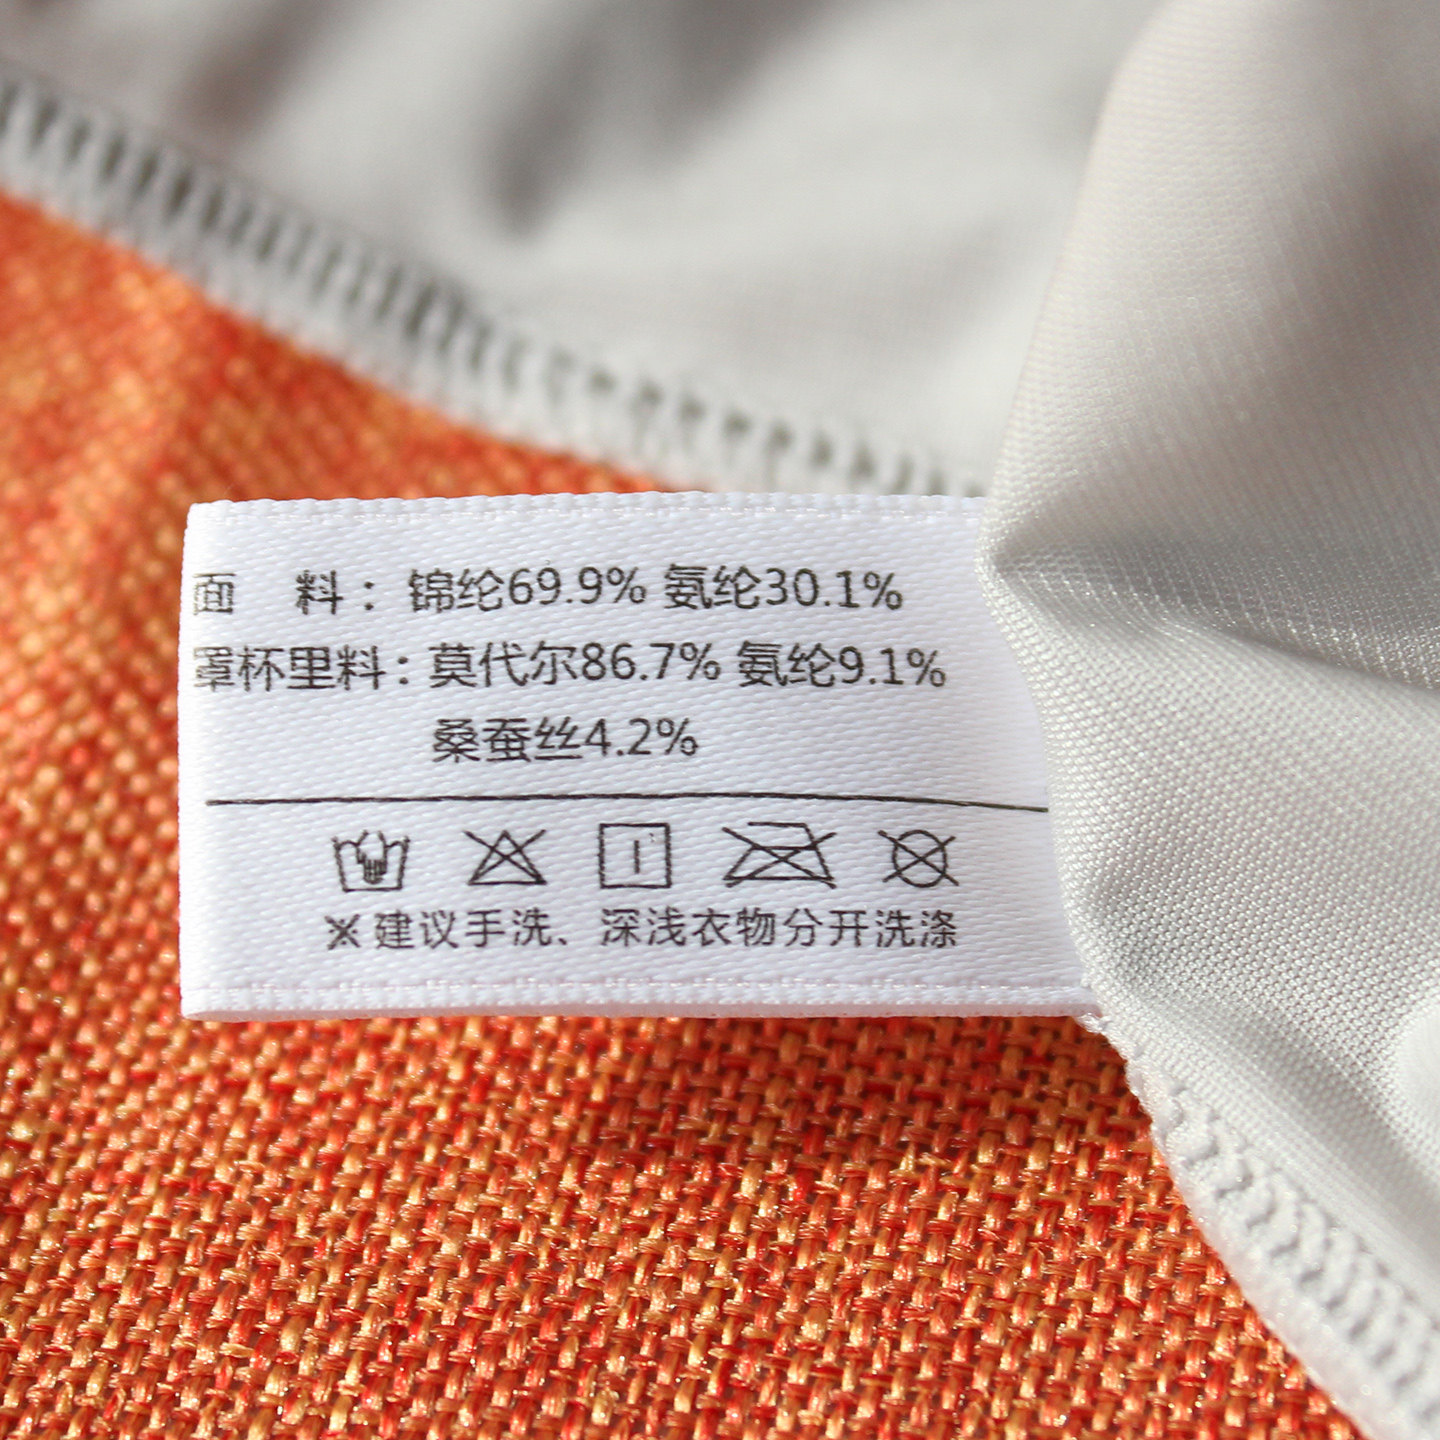 面 料：锦纶69.9% 氨纶30.1%
罩杯里料：莫代尔86.7% 氨纶9.1%
桑蚕丝4.2%
※建议手洗、深浅衣物分开洗涤